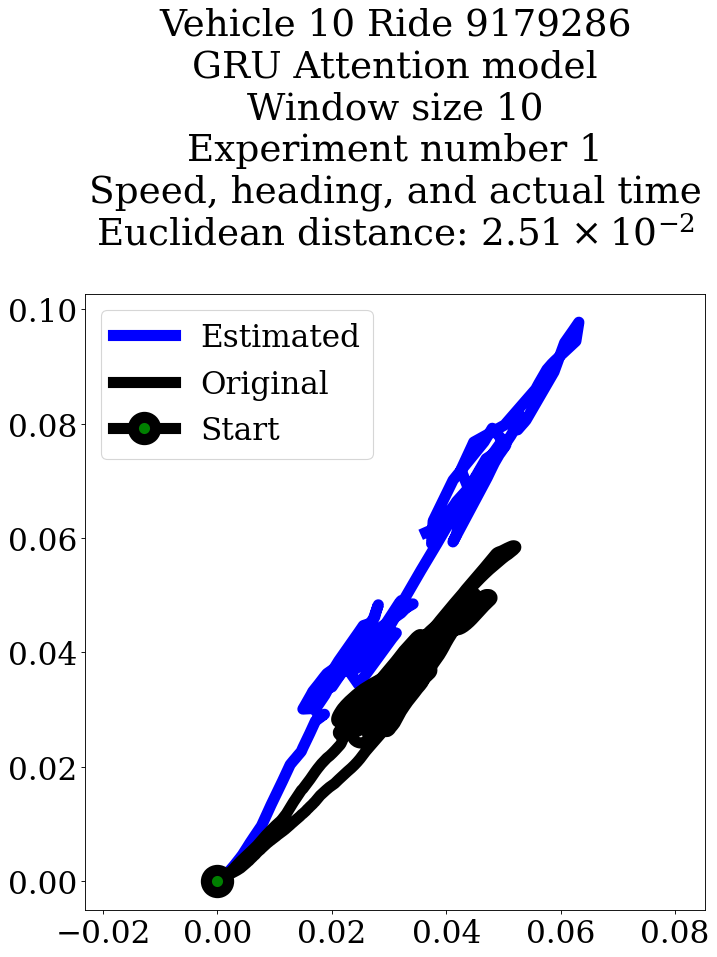 Vehicle 10 Ride 9179286
GRU Attention model
Window size 10
Experiment number 1
Speed, heading, and actual time
Euclidean distance: 2.51 × 10⁻²
Estimated
Original
Start
0.10
0.08
0.06
0.04
0.02
0.00
−0.02 0.00 0.02 0.04 0.06 0.08